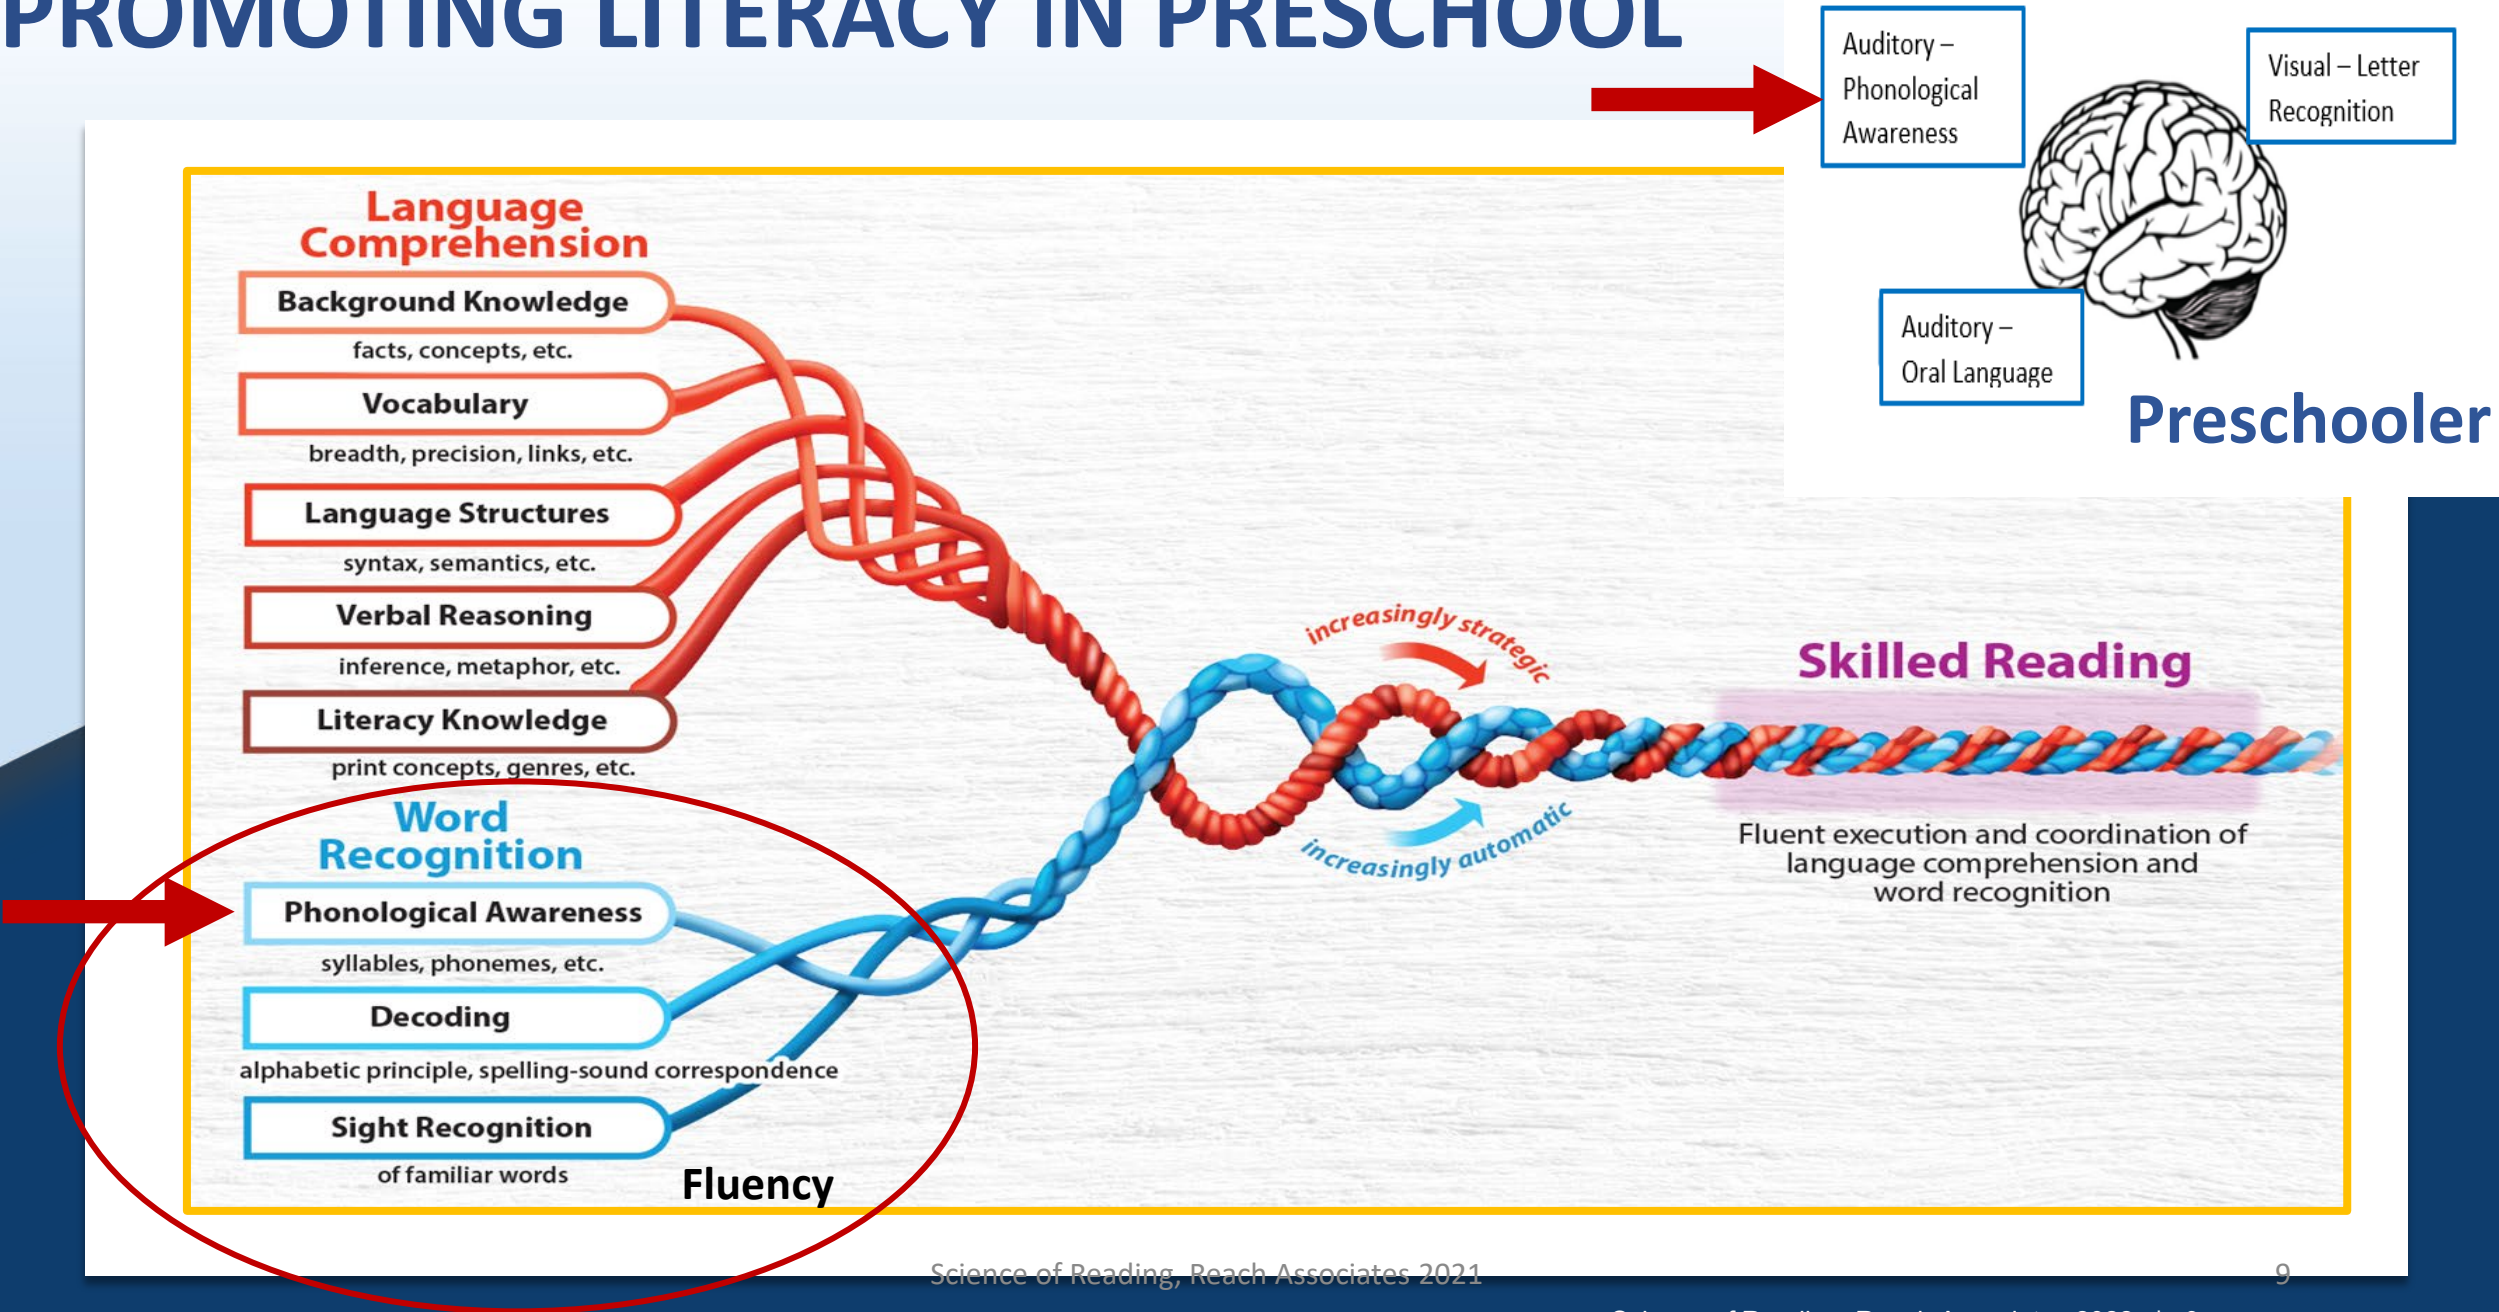 PROMOTING LITERACY IN PRESCHOOL
Auditory –
Phonological
Awareness
Visual – Letter
Recognition
Auditory –
Oral Language
Preschooler
Language
Comprehension
Background Knowledge
facts, concepts, etc.
Vocabulary
breadth, precision, links, etc.
Language Structures
syntax, semantics, etc.
Verbal Reasoning
inference, metaphor, etc.
Literacy Knowledge
print concepts, genres, etc.
Word
Recognition
Phonological Awareness
syllables, phonemes, etc.
Decoding
alphabetic principle, spelling-sound correspondence
Sight Recognition
of familiar words
Fluency
increasingly strategic
increasingly automatic
Skilled Reading
Fluent execution and coordination of
language comprehension and
word recognition
Science of Reading, Reach Associates 2021
9